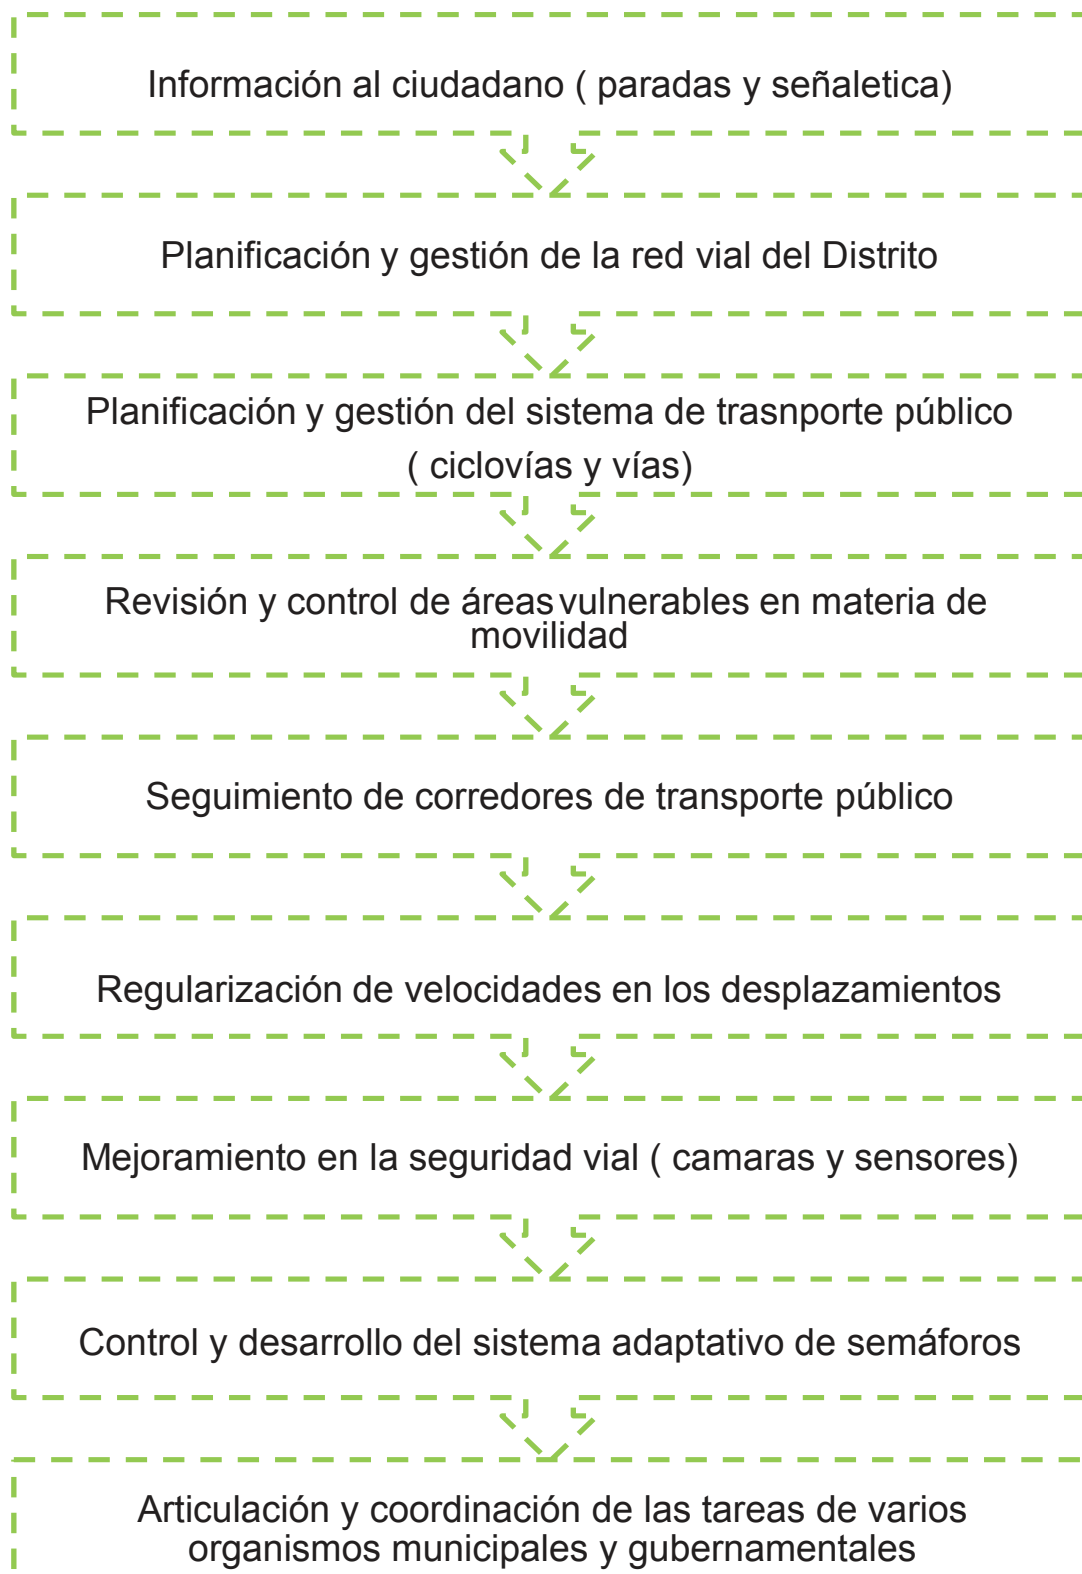 Información al ciudadano ( paradas y señaletica)
Planificación y gestión de la red vial del Distrito
Planificación y gestión del sistema de trasnporte público
( ciclovías y vías)
Revisión y control de áreas vulnerables en materia de
movilidad
Seguimiento de corredores de transporte público
Regularización de velocidades en los desplazamientos
Mejoramiento en la seguridad vial ( camaras y sensores)
Control y desarrollo del sistema adaptativo de semáforos
Articulación y coordinación de las tareas de varios
organismos municipales y gubernamentales